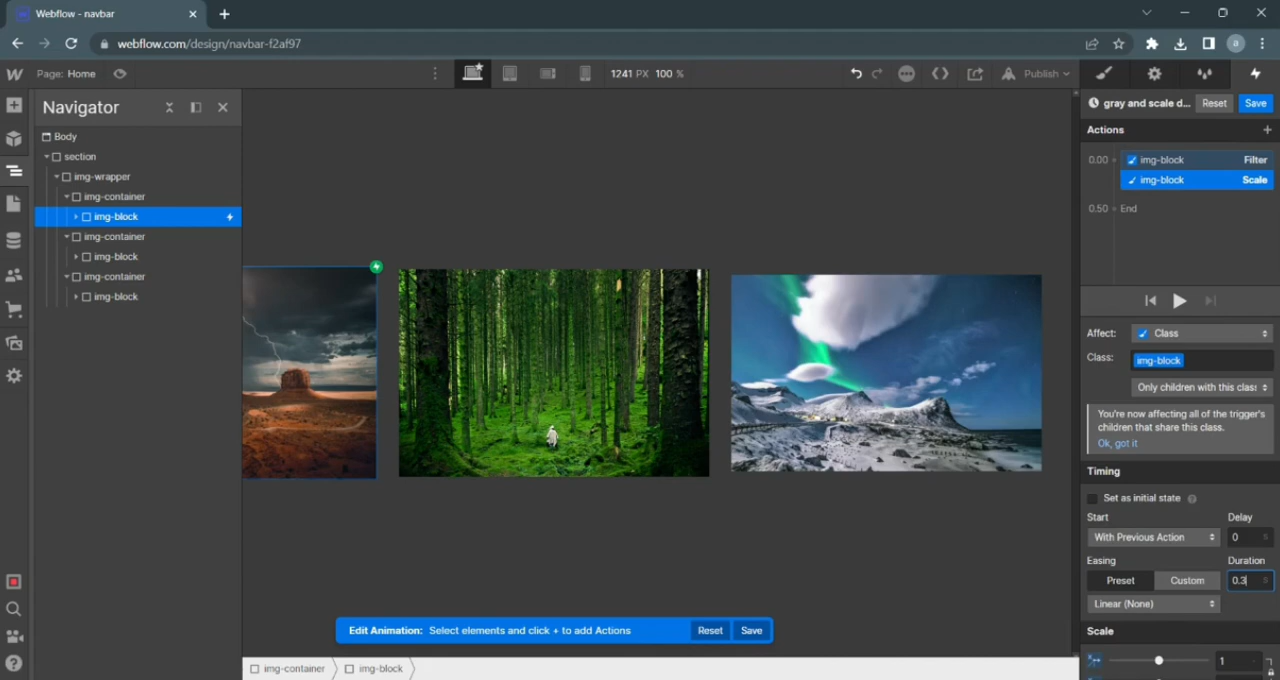 Webflow - navbar
webflow.com/design/navbar-f2af97
a
Page: Home
1241 PX 100 %
Publish
Navigator
gray and scale d...
Reset
Save
Actions
Body
section
img-wrapper
img-container
img-block
img-container
img-block
img-container
img-block
0.00
img-block
Filter
img-block
Scale
0.50
End
Affect:
Class
Class:
img-block
Only children with this class
You're now affecting all of the trigger's
children that share this class.
Ok, got it
Timing
Set as initial state
Start
Delay
With Previous Action
0
S
Easing
Duration
Preset
Custom
0.3
S
Linear (None)
Edit Animation: Select elements and click + to add Actions
Reset
Save
Scale
img-container
img-block
1